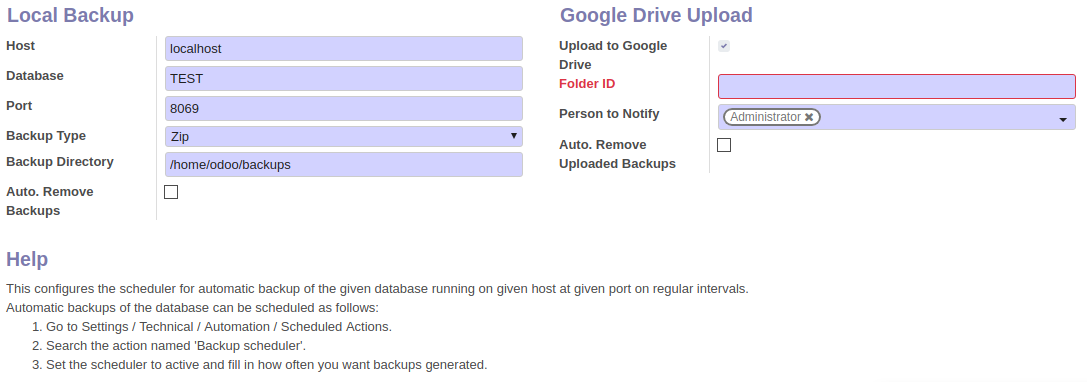 Local Backup
Host
localhost
Database
TEST
Port
8069
Backup Type
Zip
Backup Directory
/home/odoo/backups
Auto. Remove
Backups
Google Drive Upload
Upload to Google
Drive
Folder ID
Person to Notify
Administrator
Auto. Remove
Uploaded Backups
Help
This configures the scheduler for automatic backup of the given database running on given host at given port on regular intervals.
Automatic backups of the database can be scheduled as follows:
1. Go to Settings / Technical / Automation / Scheduled Actions.
2. Search the action named 'Backup scheduler'.
3. Set the scheduler to active and fill in how often you want backups generated.